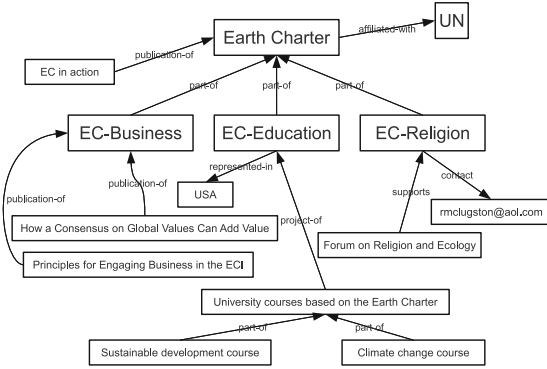 UN
affiliated-with
Earth Charter
publication-of
EC in action
part-of
part-of
part-of
EC-Business
EC-Education
EC-Religion
represented-in
contact
publication-of
supports
USA
publication-of
rmclugston@aol.com
project-of
How a Consensus on Global Values Can Add Value
Forum on Religion and Ecology
Principles for Engaging Business in the ECI
University courses based on the Earth Charter
part-of
part-of
Sustainable development course
Climate change course